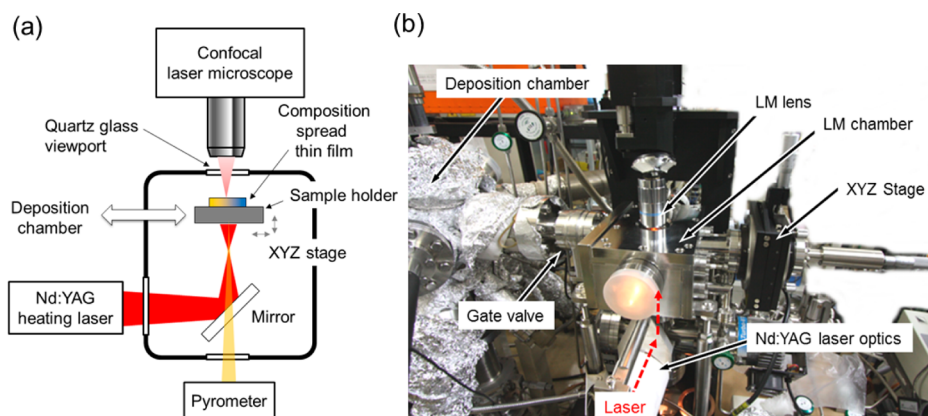 (a)
Confocal
laser microscope
Quartz glass
viewport
Composition
spread
thin film
Sample holder
Deposition
chamber
XYZ stage
Nd:YAG
heating laser
Mirror
Pyrometer
(b)
Deposition chamber
LM lens
LM chamber
XYZ Stage
Gate valve
Nd:YAG laser optics
Laser